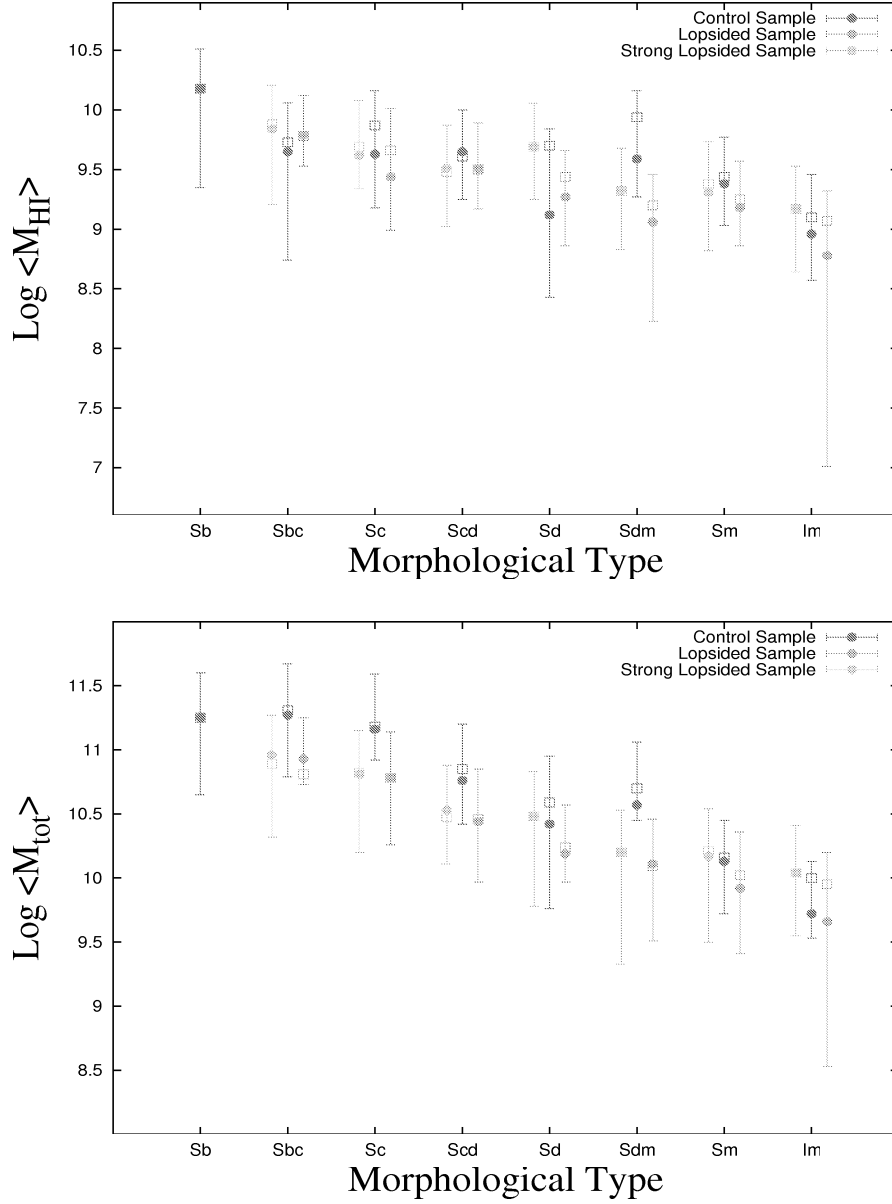 Control Sample
Lopsided Sample
Strong Lopsided Sample
10.5
10
9.5
9
8.5
8
7.5
7
Log <M_HI>
Sb Sbc Sc Scd Sd Sdm Sm Im
Morphological Type
Control Sample
Lopsided Sample
Strong Lopsided Sample
11.5
11
10.5
10
9.5
9
8.5
Log <M_tot>
Sb Sbc Sc Scd Sd Sdm Sm Im
Morphological Type